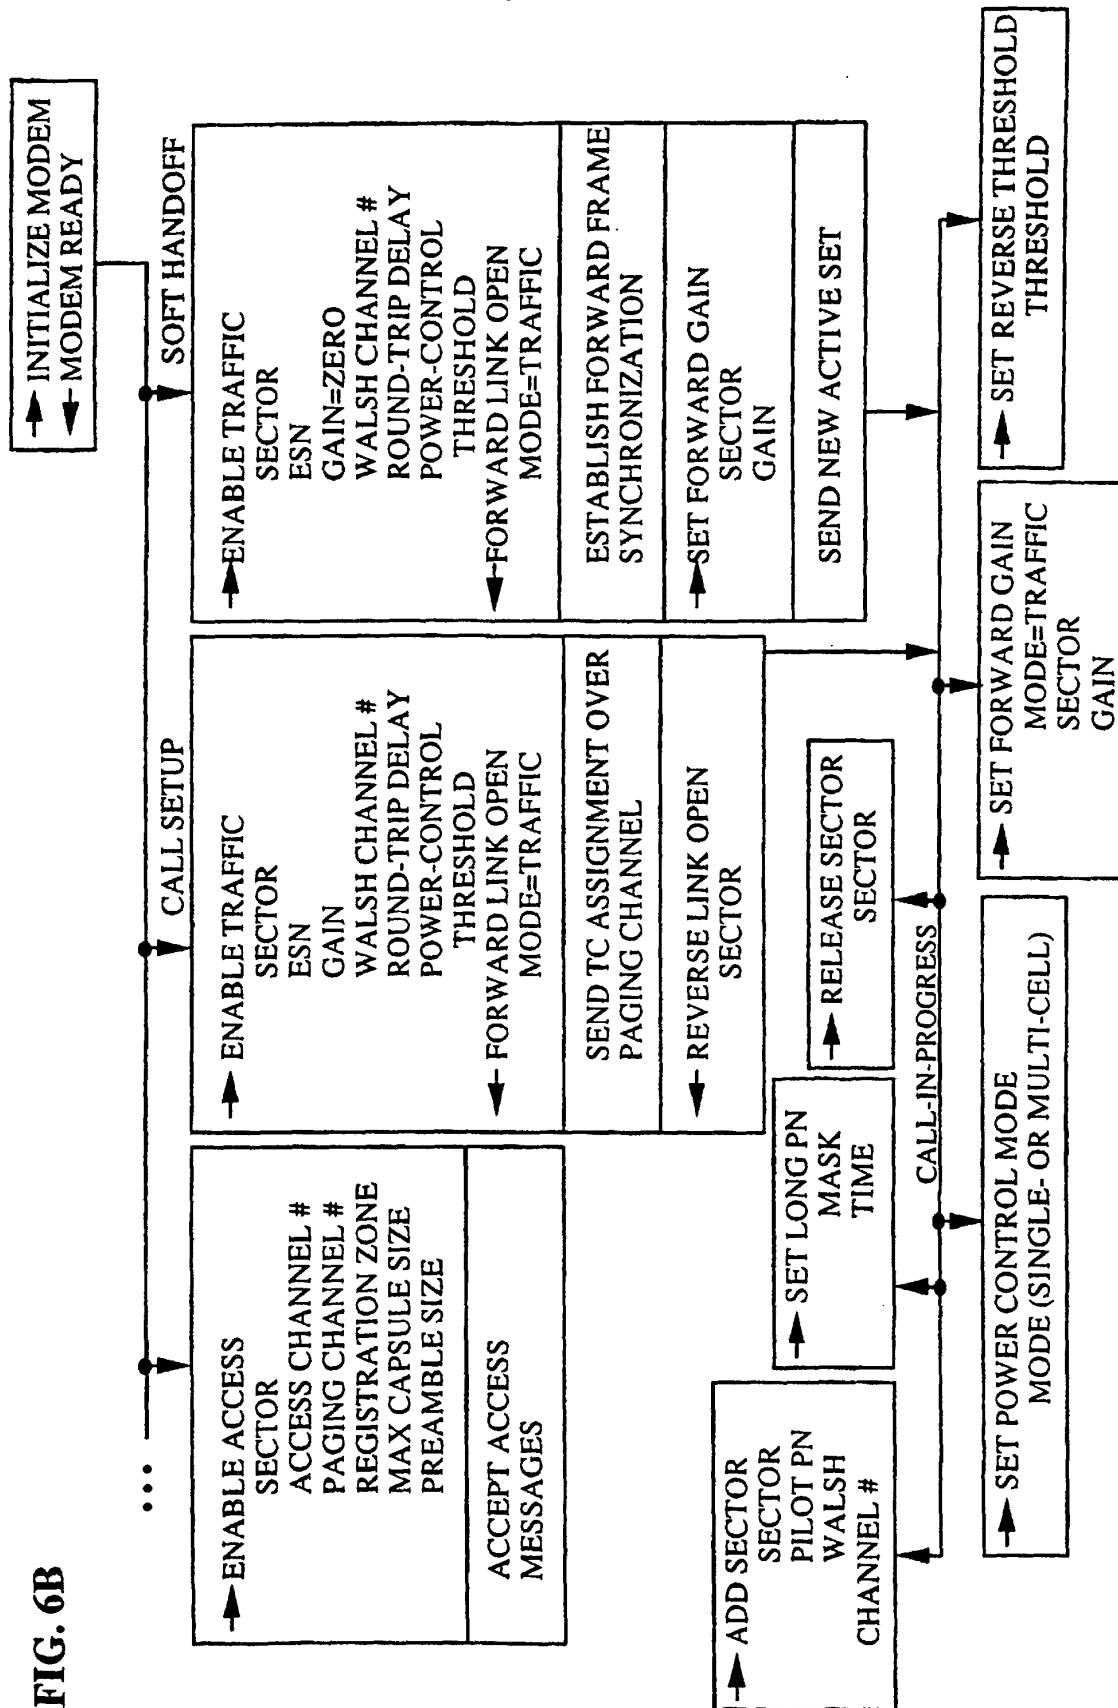 FIG. 6B
INITIALIZE MODEM
MODEM READY
...
CALL SETUP
SOFT HANDOFF
ENABLE ACCESS
SECTOR
ACCESS CHANNEL #
PAGING CHANNEL #
REGISTRATION ZONE
MAX CAPSULE SIZE
PREAMBLE SIZE
ACCEPT ACCESS
MESSAGES
ENABLE TRAFFIC
SECTOR
ESN
GAIN
WALSH CHANNEL #
ROUND-TRIP DELAY
POWER-CONTROL
THRESHOLD
FORWARD LINK OPEN
MODE=TRAFFIC
SEND TC ASSIGNMENT OVER
PAGING CHANNEL
REVERSE LINK OPEN
SECTOR
ENABLE TRAFFIC
SECTOR
ESN
GAIN=ZERO
WALSH CHANNEL #
ROUND-TRIP DELAY
POWER-CONTROL
THRESHOLD
FORWARD LINK OPEN
MODE=TRAFFIC
ESTABLISH FORWARD FRAME
SYNCHRONIZATION
SET FORWARD GAIN
SECTOR
GAIN
SEND NEW ACTIVE SET
ADD SECTOR
SECTOR
PILOT PN
WALSH
CHANNEL #
SET LONG PN
MASK
TIME
RELEASE SECTOR
SECTOR
CALL-IN-PROGRESS
SET POWER CONTROL MODE
MODE (SINGLE- OR MULTI-CELL)
SET FORWARD GAIN
MODE=TRAFFIC
SECTOR
GAIN
SET REVERSE THRESHOLD
THRESHOLD